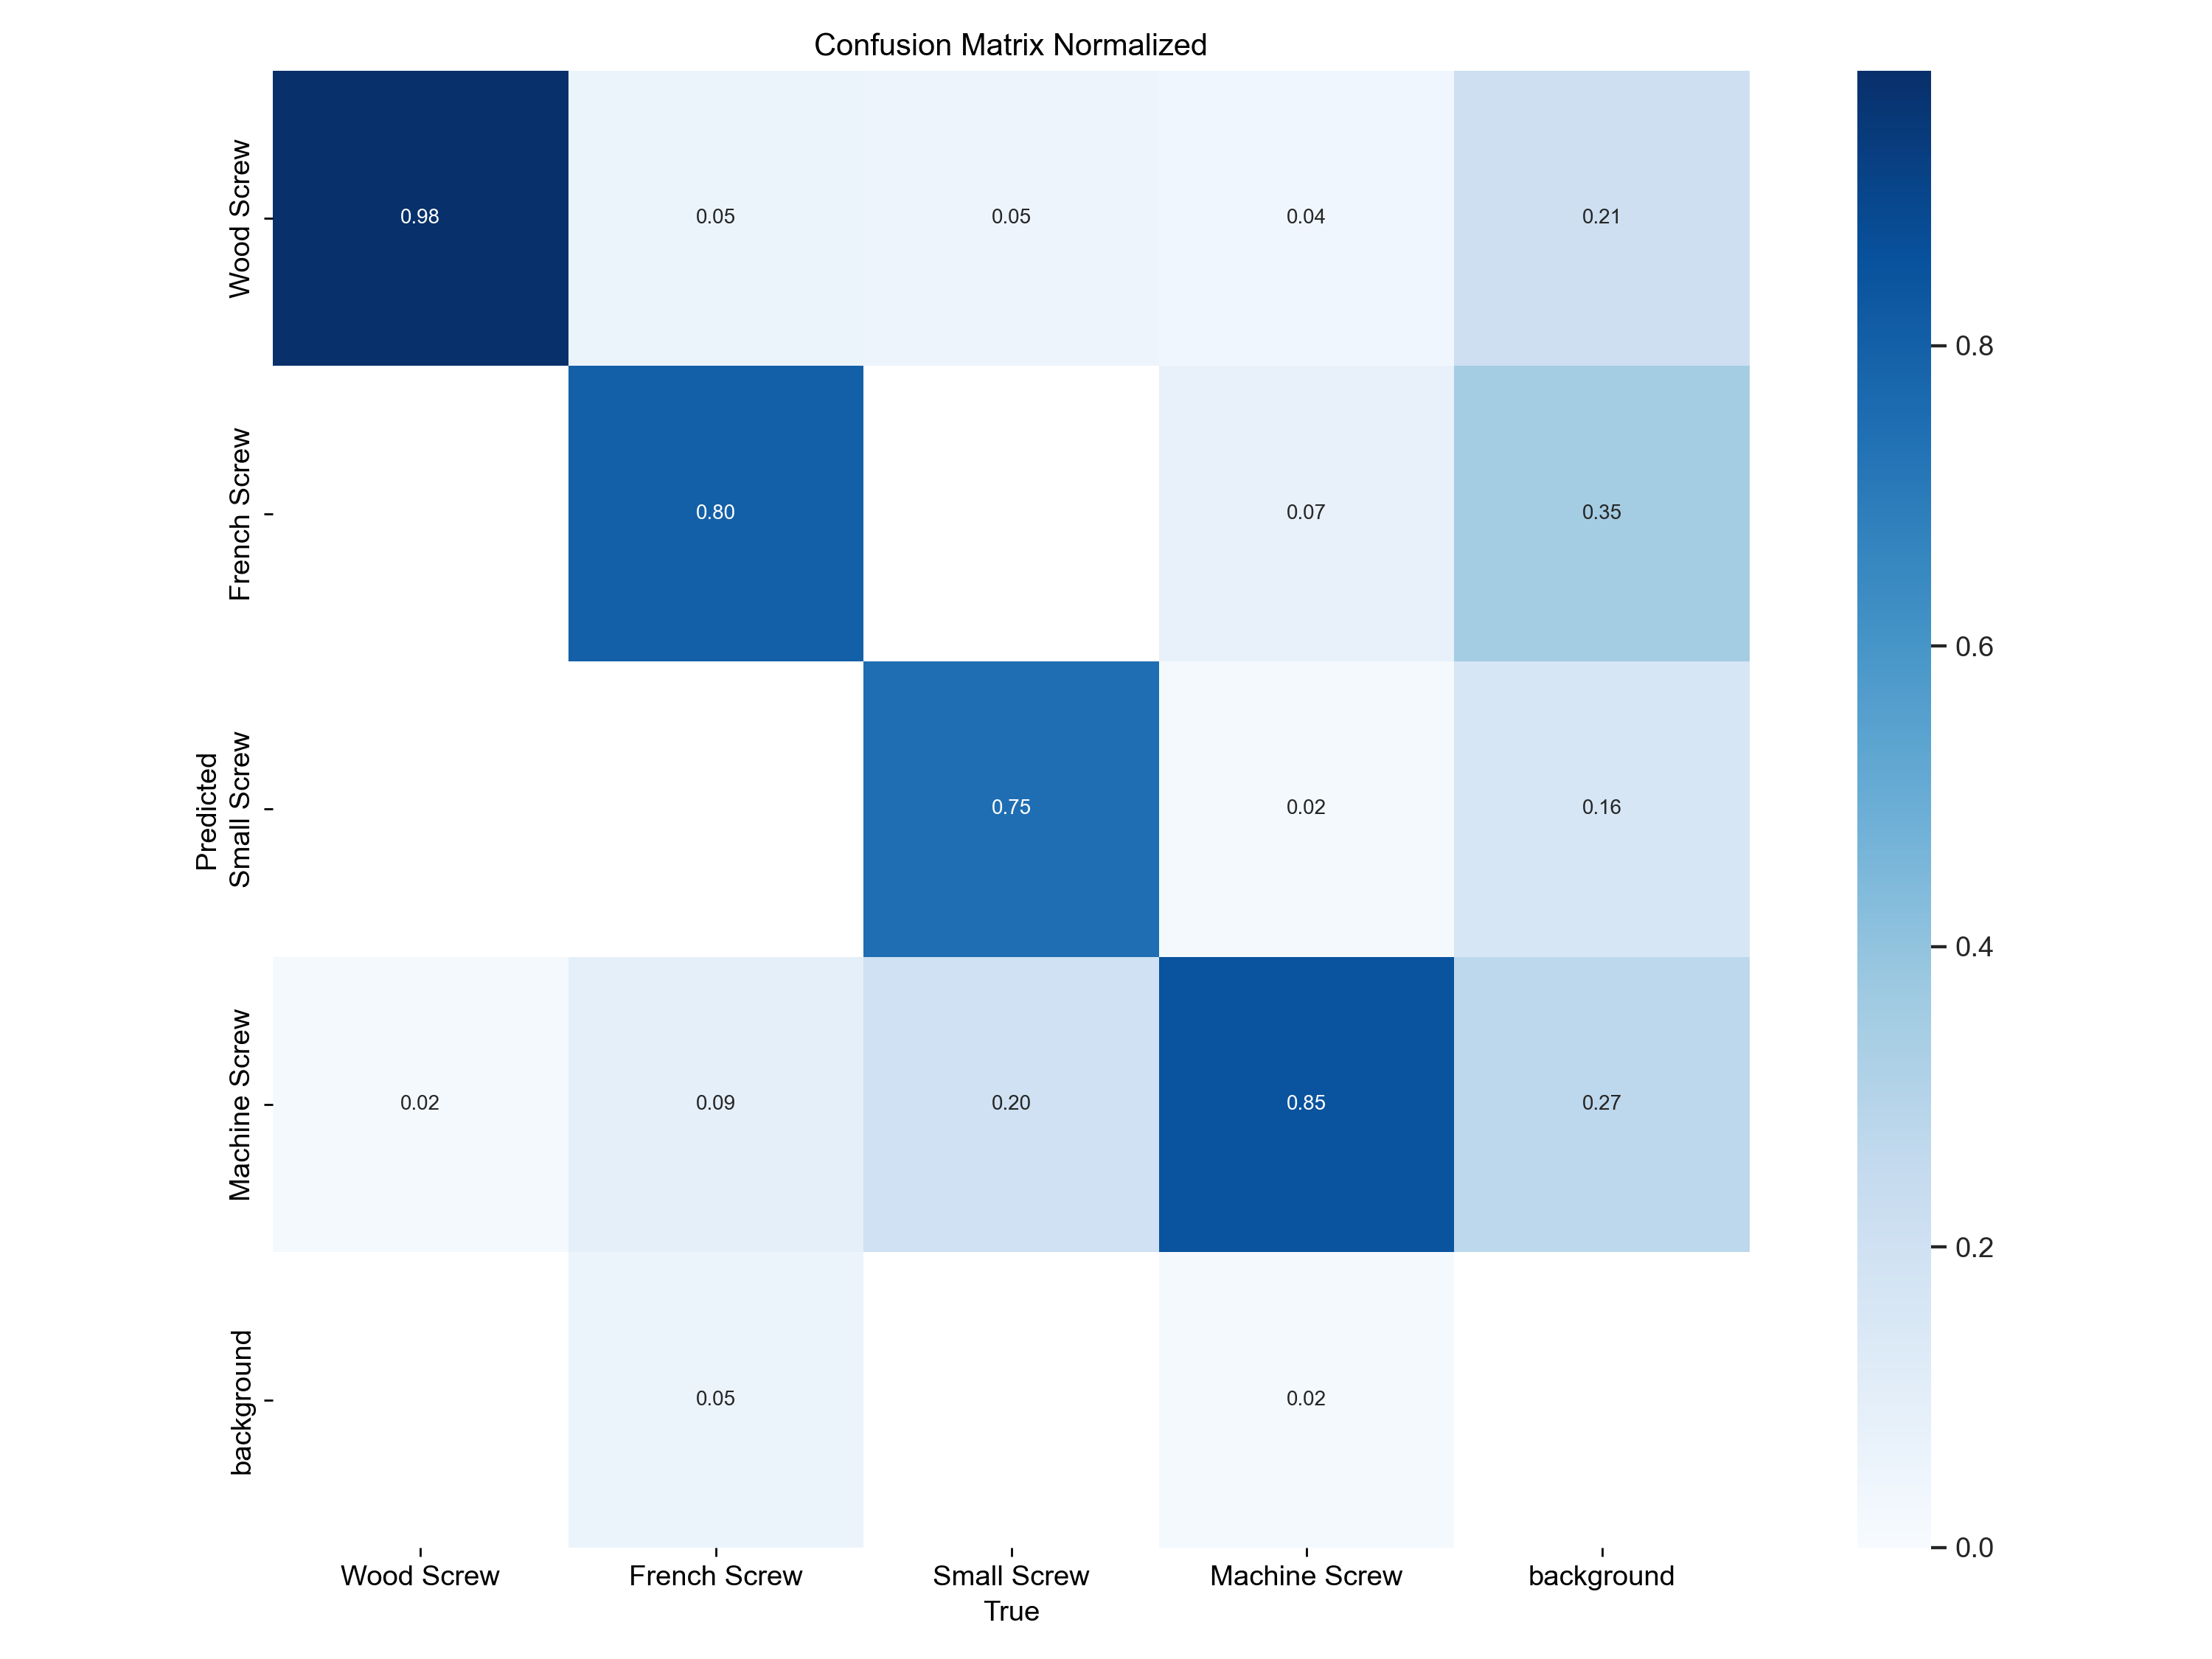 Confusion Matrix Normalized
Wood Screw
0.98
0.05
0.05
0.04
0.21
0.8
French Screw
0.80
0.07
0.35
0.6
Predicted
Small Screw
0.75
0.02
0.16
0.4
Machine Screw
0.02
0.09
0.20
0.85
0.27
0.2
background
0.05
0.02
0.0
Wood Screw
French Screw
Small Screw
Machine Screw
background
True